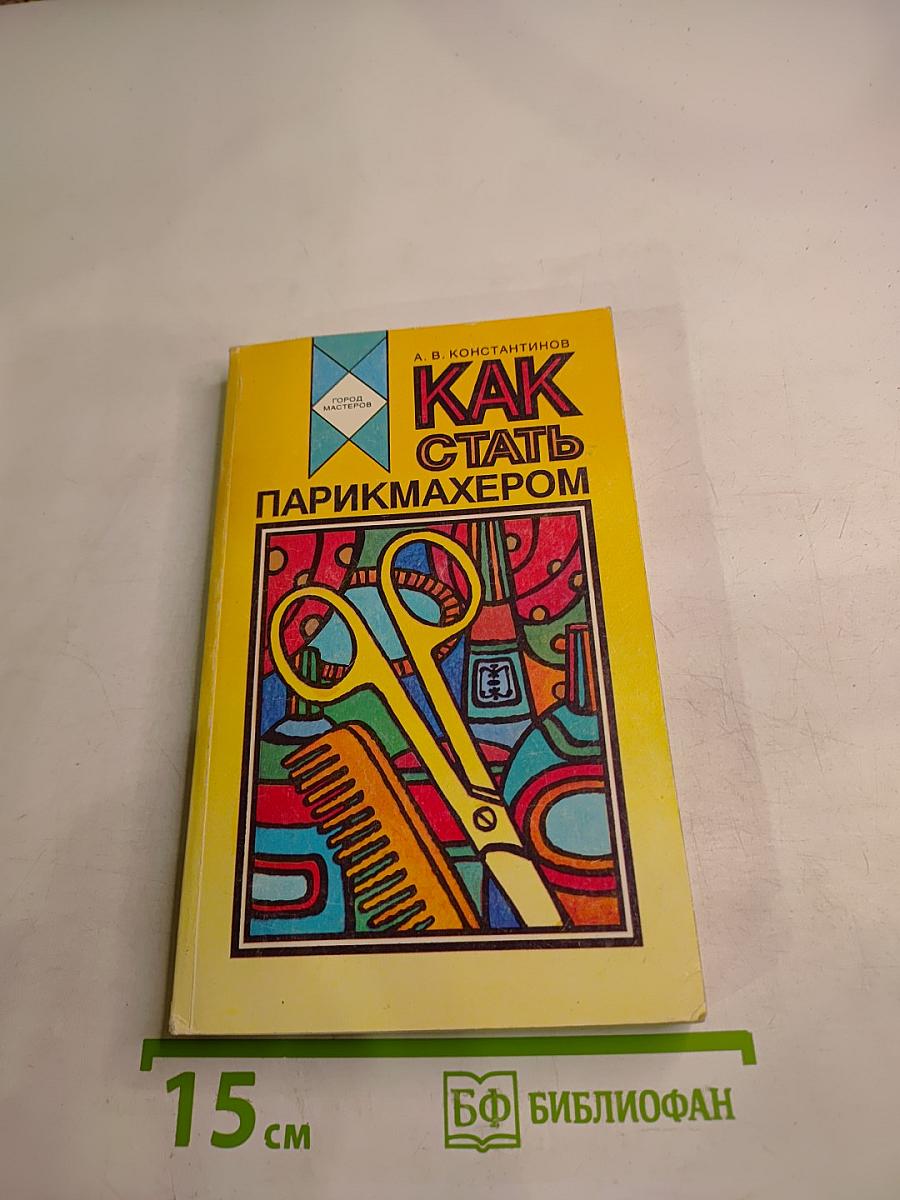 ГОРОД
МАСТЕРОВ
А. В. КОНСТАНТИНОВ
КАК
СТАТЬ
ПАРИКМАХЕРОМ
15 см
БФ БИБЛИОФАН